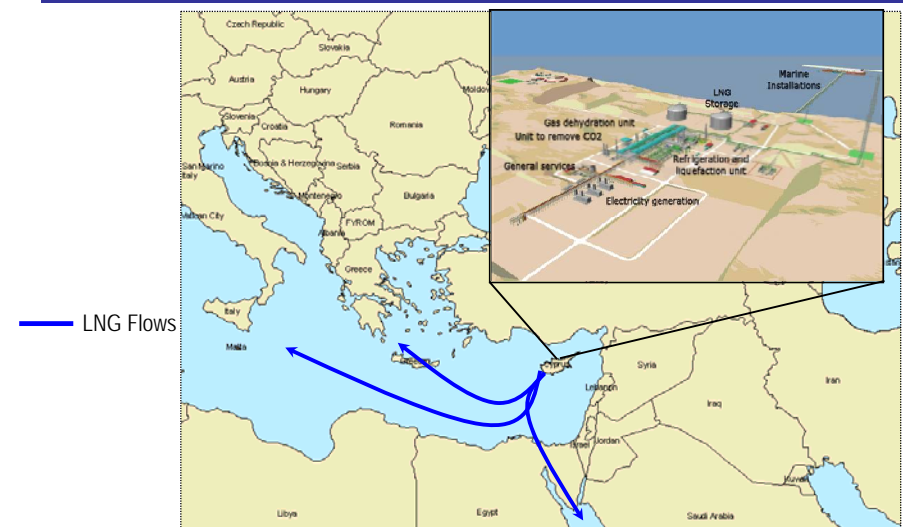 Czech Republic
Slovakia
Austria
Hungary
Moldov
Slovenia
Croatia
Romania
San Marino
Italy
Bosnia & Herzegovina
Serbia
Montenegro
Bulgaria
Vatican City
FYROM
Albania
Greece
Italy
Malta
Cyprus
Syria
Lebanon
Iraq
Iran
Israel
Jordan
Kuwait
Libya
Egypt
Saudi Arabia
LNG Flows
Marine
Installations
LNG
Storage
Gas dehydration unit
Unit to remove CO2
General services
Refrigeration and
liquefaction unit
Electricity generation